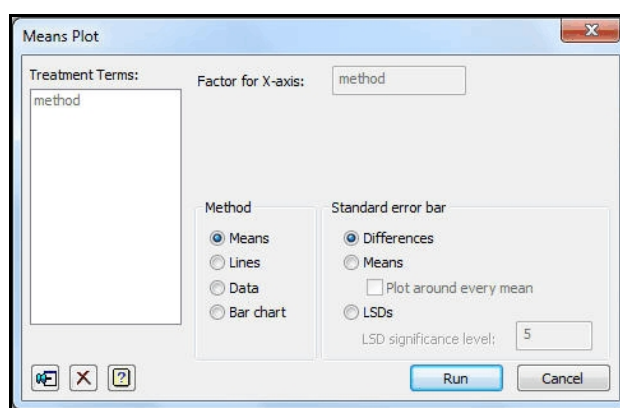 Means Plot
Treatment Terms:
method
Factor for X-axis:
method
Method
Means
Lines
Data
Bar chart
Standard error bar
Differences
Means
Plot around every mean
LSDs
LSD significance level:
5
Run
Cancel